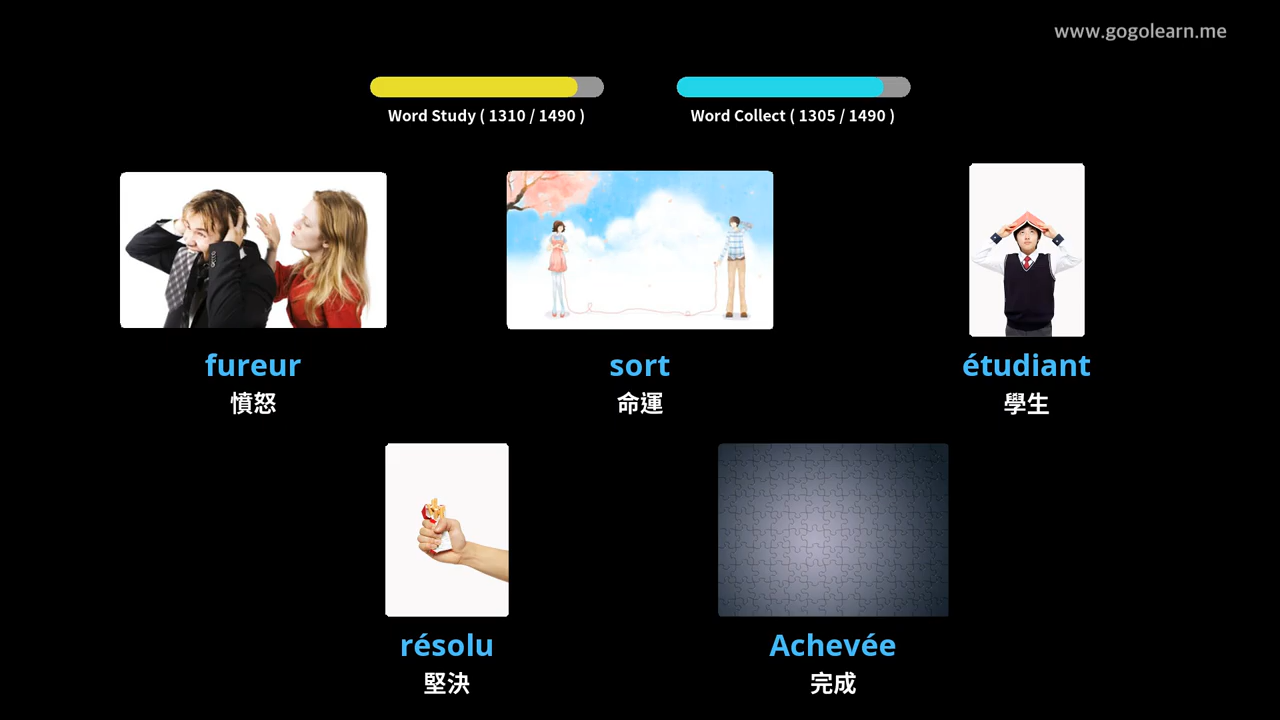 www.gogolearn.me
Word Study ( 1310 / 1490 )
Word Collect ( 1305 / 1490 )
fureur
憤怒
sort
命運
étudiant
學生
résolu
堅決
Achevée
完成